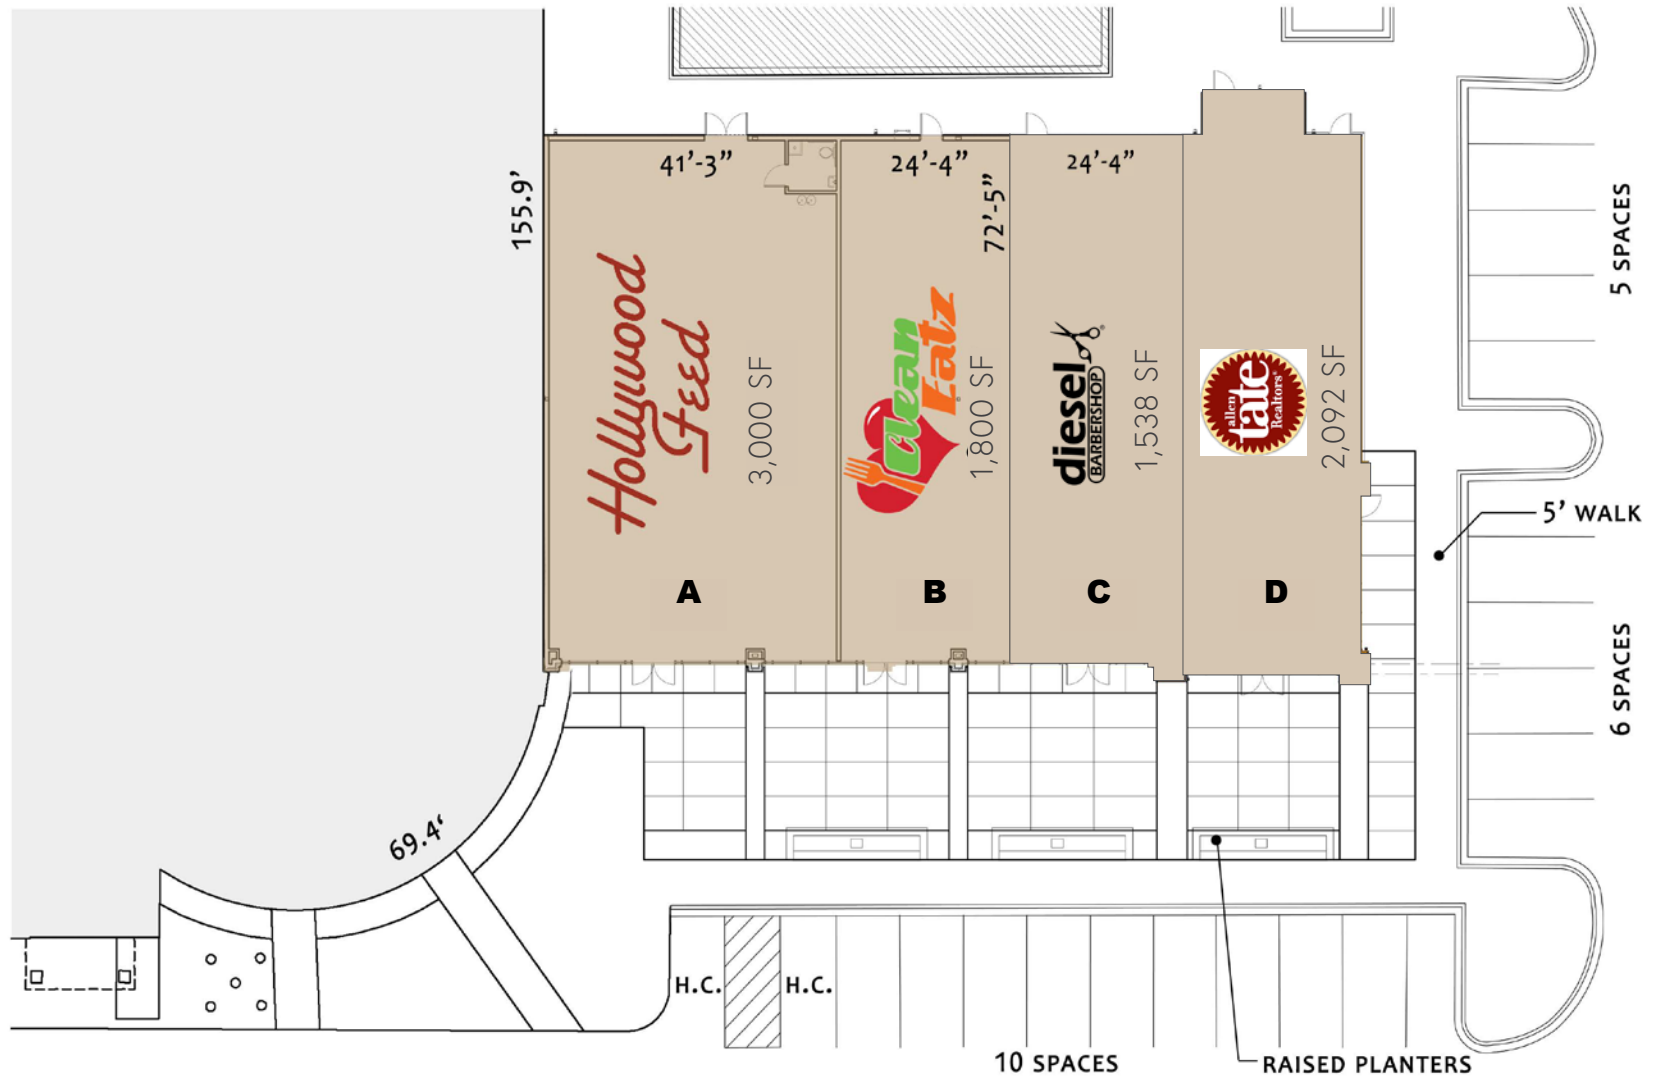 41'-3"
24'-4"
24'-4"
155.9'
72'-5"
5 SPACES
Hollywood
Feed
3,000 SF
Clean
Eatz
1,800 SF
diesel
BARBERSHOP
®
1,538 SF
allen
tate
Realtors®
2,092 SF
5' WALK
A
B
C
D
6 SPACES
69.4'
H.C.
H.C.
10 SPACES
RAISED PLANTERS